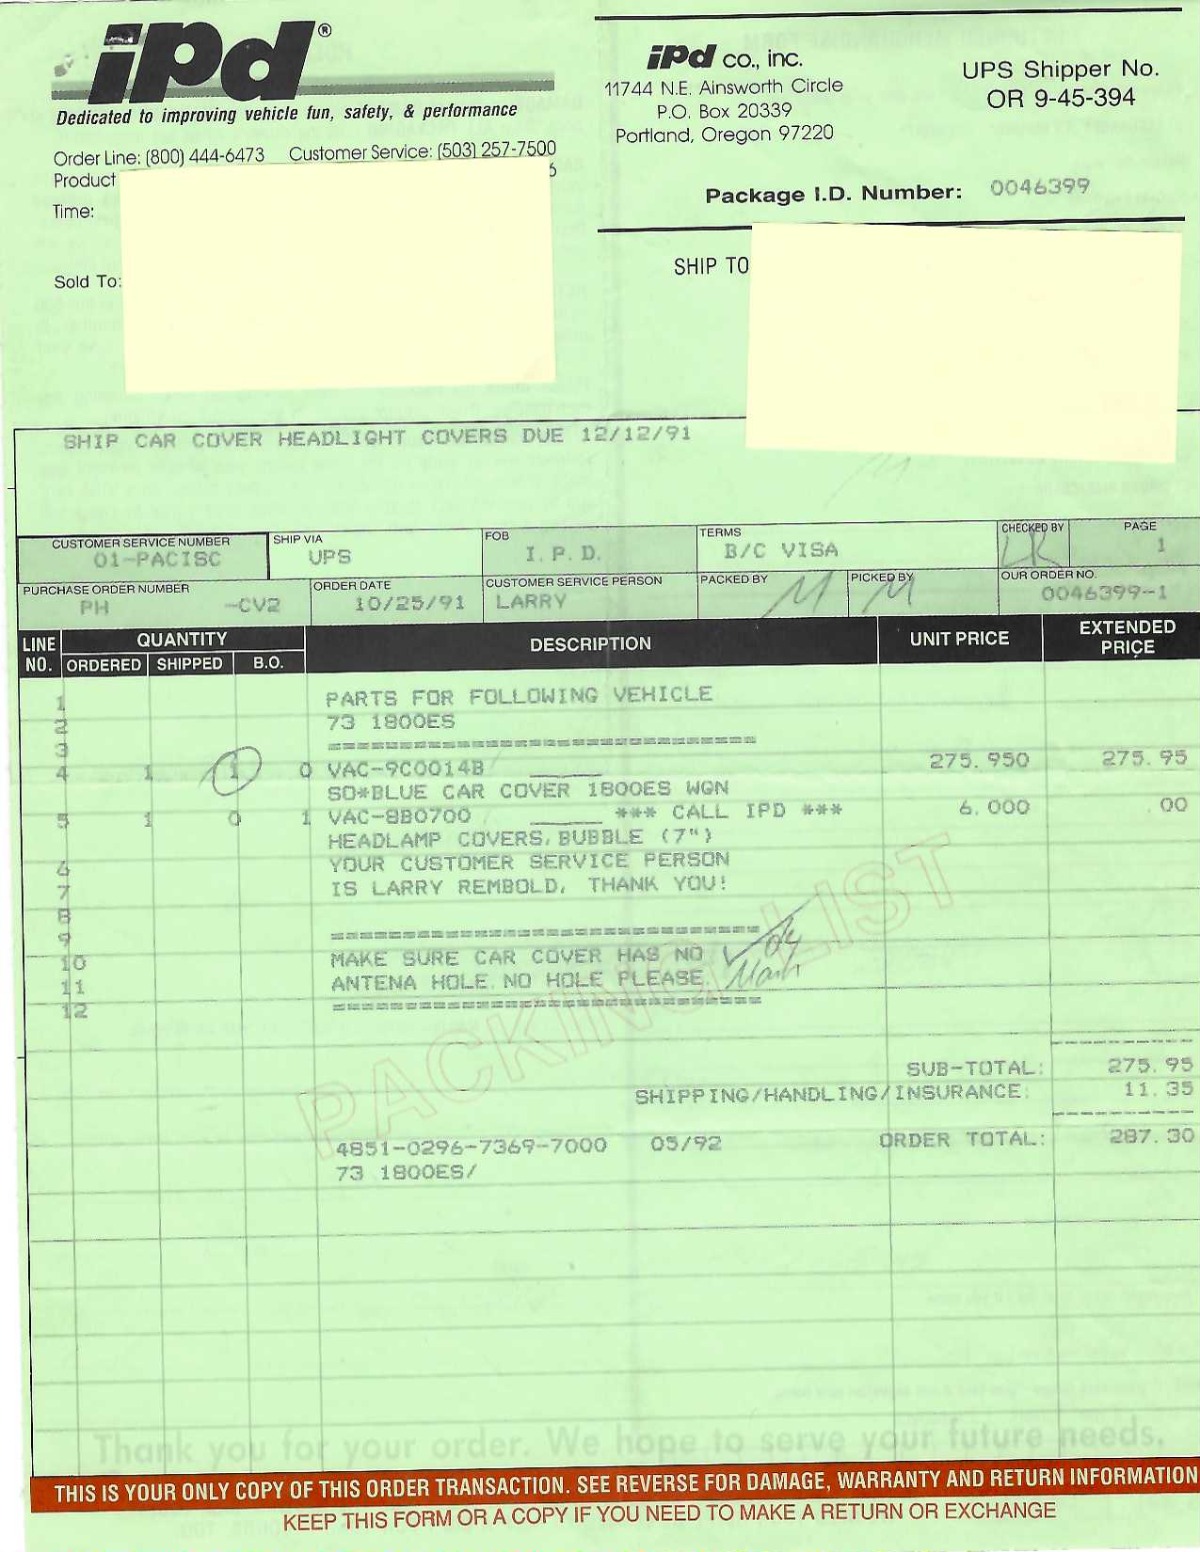 ipd®
Dedicated to improving vehicle fun, safety, & performance
Order Line: (800) 444-6473 Customer Service: (503) 257-7500
Product 6
Time:
Sold To:
ipd co., inc.
11744 N.E. Ainsworth Circle
P.O. Box 20339
Portland, Oregon 97220
UPS Shipper No.
OR 9-45-394
Package I.D. Number: 0046399
SHIP TO
SHIP CAR COVER HEADLIGHT COVERS DUE 12/12/91
CUSTOMER SERVICE NUMBER SHIP VIA FOB TERMS CHECKED BY PAGE
01-PACISC UPS I.P.D. B/C VISA LR 1
PURCHASE ORDER NUMBER ORDER DATE CUSTOMER SERVICE PERSON PACKED BY PICKED BY OUR ORDER NO.
PH -CV2 10/25/91 LARRY M M 0046399-1
LINE NO. QUANTITY ORDERED SHIPPED B.O. DESCRIPTION UNIT PRICE EXTENDED PRICE
1 PARTS FOR FOLLOWING VEHICLE
2 73 1800ES
3 ==============================
4 1 1 0 VAC-9C0014B _____ 275.950 275.95
SO*BLUE CAR COVER 1800ES WGN
5 1 0 1 VAC-8B0700 _____ *** CALL IPD *** 6.000 .00
HEADLAMP COVERS,BUBBLE (7")
6 YOUR CUSTOMER SERVICE PERSON
7 IS LARRY REMBOLD, THANK YOU!
8
9 ==============================
10 MAKE SURE CAR COVER HAS NO ✓ ok
11 ANTENA HOLE.NO HOLE PLEASE. Mark
12 ==============================
PACKING LIST
SUB-TOTAL: 275.95
SHIPPING/HANDLING/INSURANCE: 11.35
4851-0296-7369-7000 05/92 ORDER TOTAL: 287.30
73 1800ES/
Thank you for your order. We hope to serve your future needs.
THIS IS YOUR ONLY COPY OF THIS ORDER TRANSACTION. SEE REVERSE FOR DAMAGE, WARRANTY AND RETURN INFORMATION
KEEP THIS FORM OR A COPY IF YOU NEED TO MAKE A RETURN OR EXCHANGE